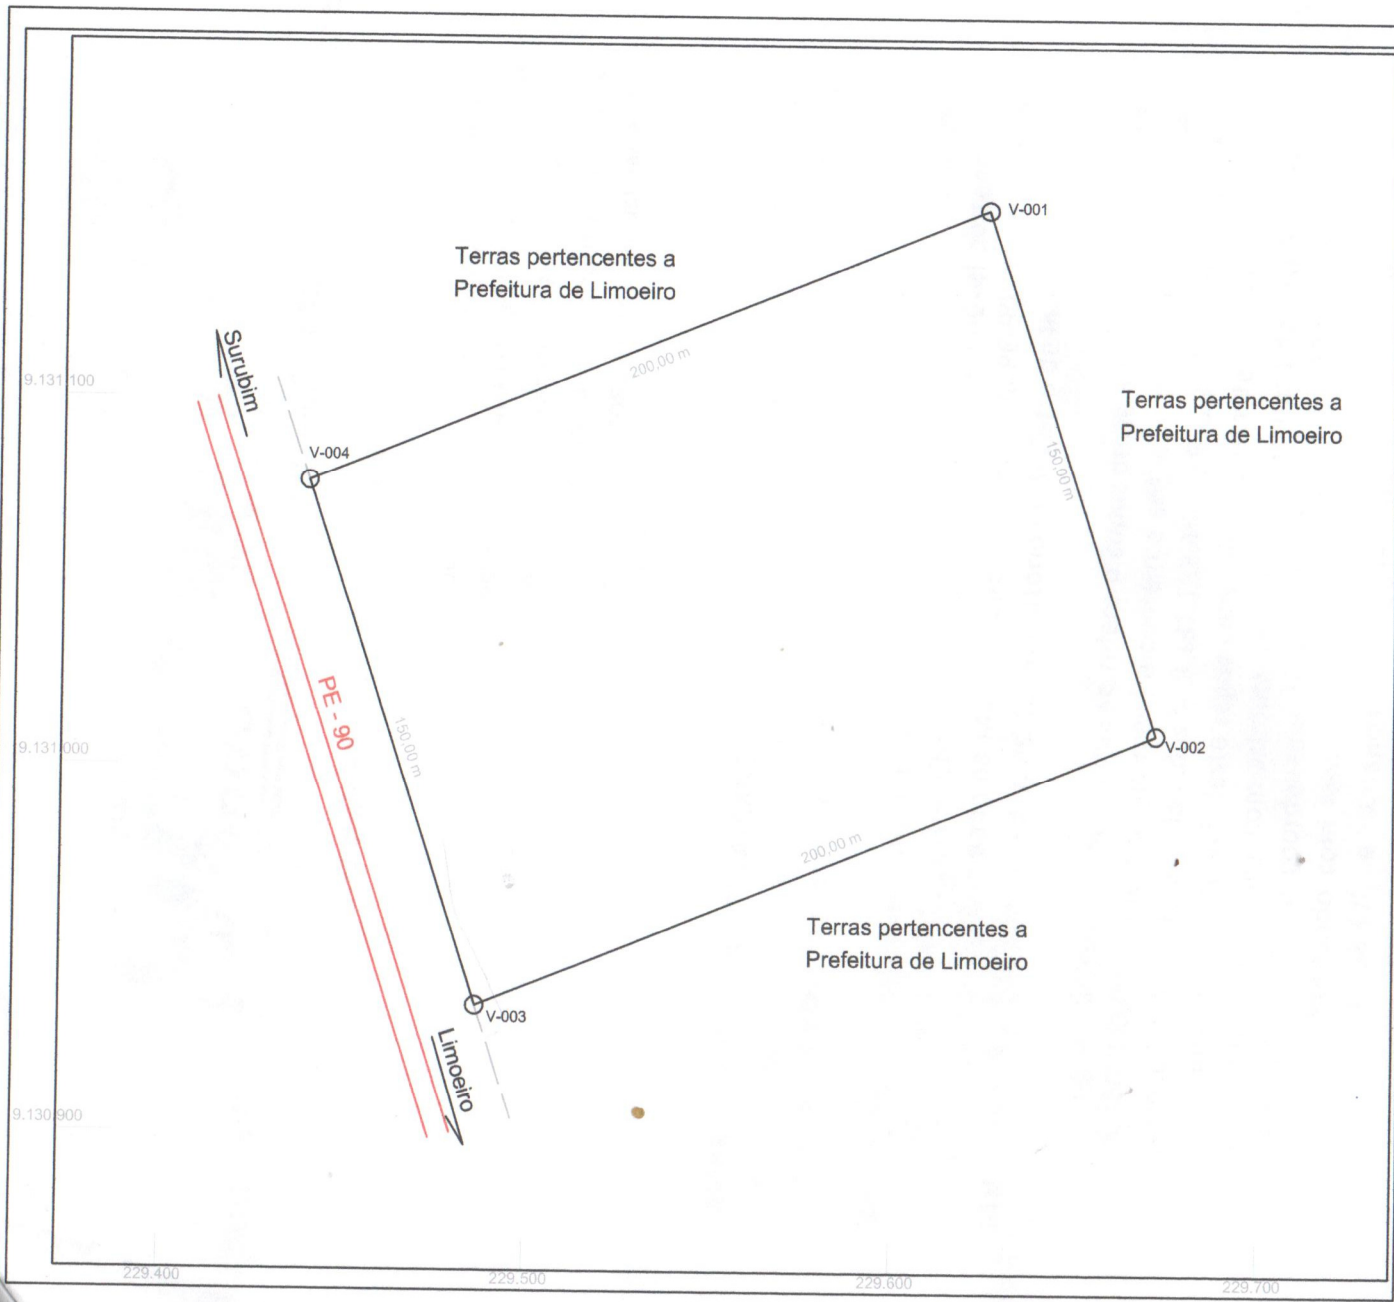 V-001
Terras pertencentes a
Prefeitura de Limoeiro
200,00 m
Surubim
9.131.100
Terras pertencentes a
Prefeitura de Limoeiro
V-004
150,00 m
PE - 90
150,00 m
9.131.000
V-002
200,00 m
Terras pertencentes a
Prefeitura de Limoeiro
V-003
Limoeiro
9.130.900
229.400
229.500
229.600
229.700